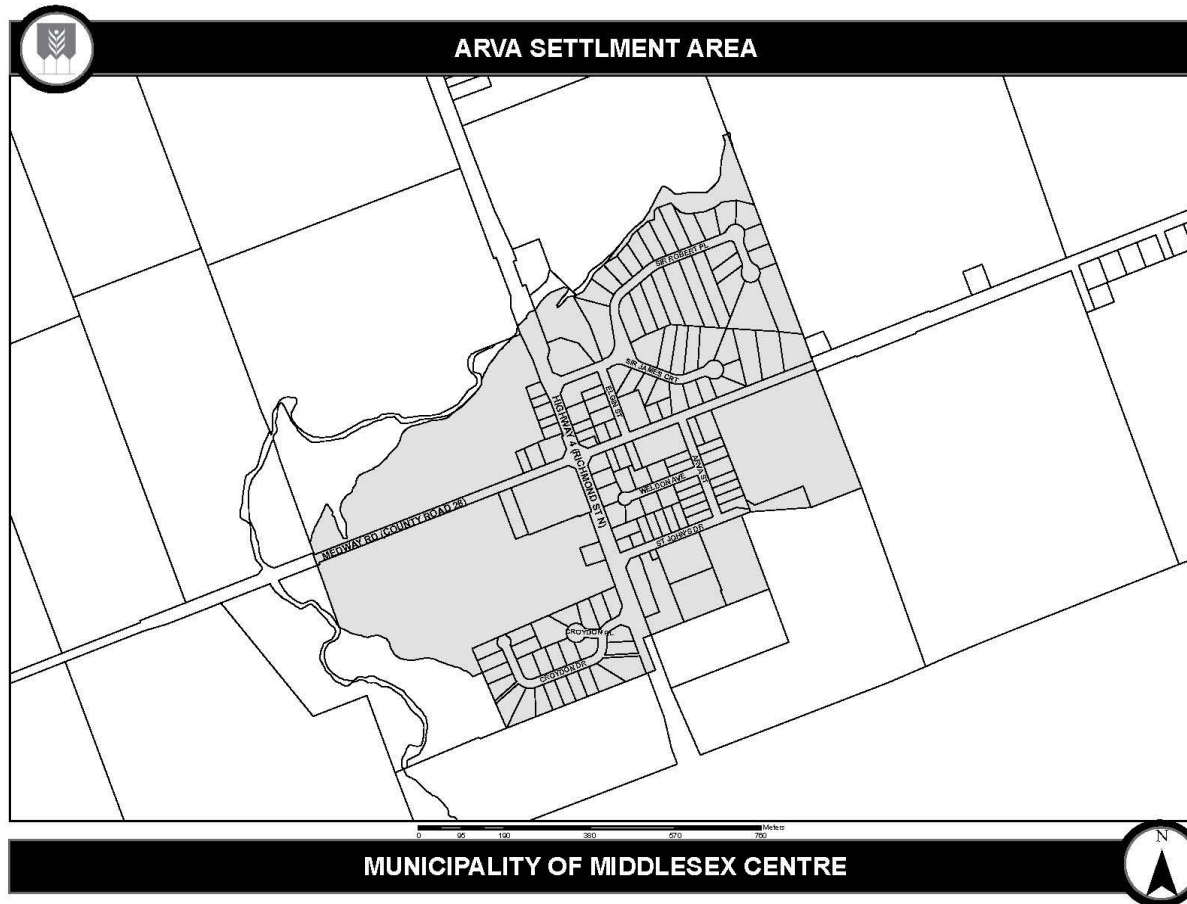 ARVA SETTLMENT AREA
SIR ROBERT PL
SIR JAMES CRT
ELGIN ST
HIGHWAY 4 (RICHMOND ST N)
ARVA ST
WELDON AVE
MEDWAY RD (COUNTY ROAD 28)
ST JOHN'S DR
CROYDON PL
CROYDON DR
0 95 190 380 570 760 Meters
MUNICIPALITY OF MIDDLESEX CENTRE
N